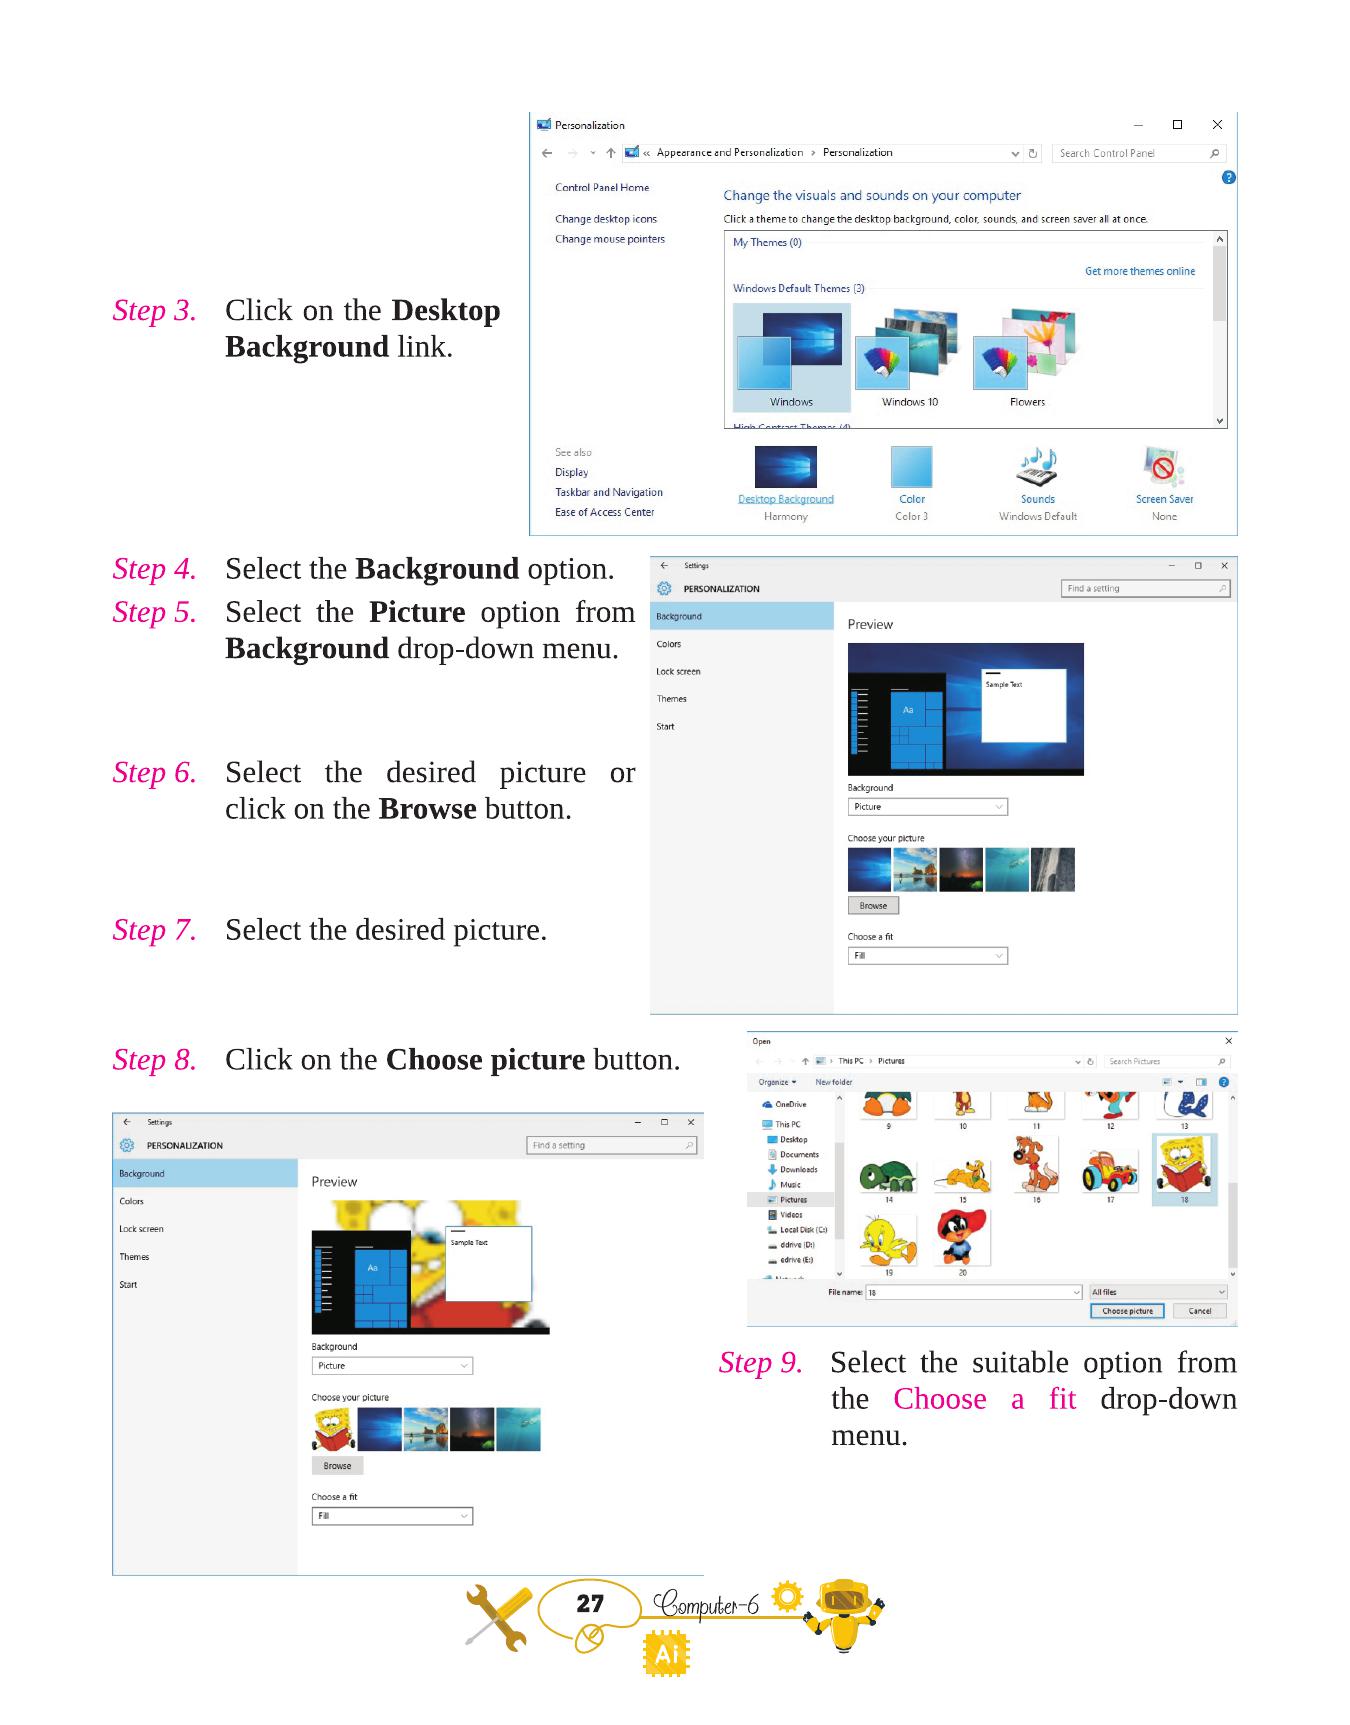 Personalization
« Appearance and Personalization > Personalization
Search Control Panel
Control Panel Home
Change desktop icons
Change mouse pointers
Change the visuals and sounds on your computer
Click a theme to change the desktop background, color, sounds, and screen saver all at once.
My Themes (0)
Get more themes online
Windows Default Themes (3)
Windows
Windows 10
Flowers
High Contrast Themes (4)
See also
Display
Taskbar and Navigation
Ease of Access Center
Desktop Background
Harmony
Color
Color 3
Sounds
Windows Default
Screen Saver
None
Step 3. Click on the Desktop
Background link.
Step 4. Select the Background option.
Step 5. Select the Picture option from
Background drop-down menu.
Step 6. Select the desired picture or
click on the Browse button.
Step 7. Select the desired picture.
Settings
PERSONALIZATION
Find a setting
Background
Colors
Lock screen
Themes
Start
Preview
Sample Text
Aa
Background
Picture
Choose your picture
Browse
Choose a fit
Fill
Step 8. Click on the Choose picture button.
Open
This PC > Pictures
Search Pictures
Organize
New folder
OneDrive
This PC
Desktop
Documents
Downloads
Music
Pictures
Videos
Local Disk (C:)
ddrive (D:)
edrive (E:)
Network
9 10 11 12 13
14 15 16 17 18
19 20
File name: 18
All files
Choose picture
Cancel
Settings
PERSONALIZATION
Find a setting
Background
Colors
Lock screen
Themes
Start
Preview
Sample Text
Aa
Background
Picture
Choose your picture
Browse
Choose a fit
Fill
Step 9. Select the suitable option from
the Choose a fit drop-down
menu.
27
Computer-6
Ai